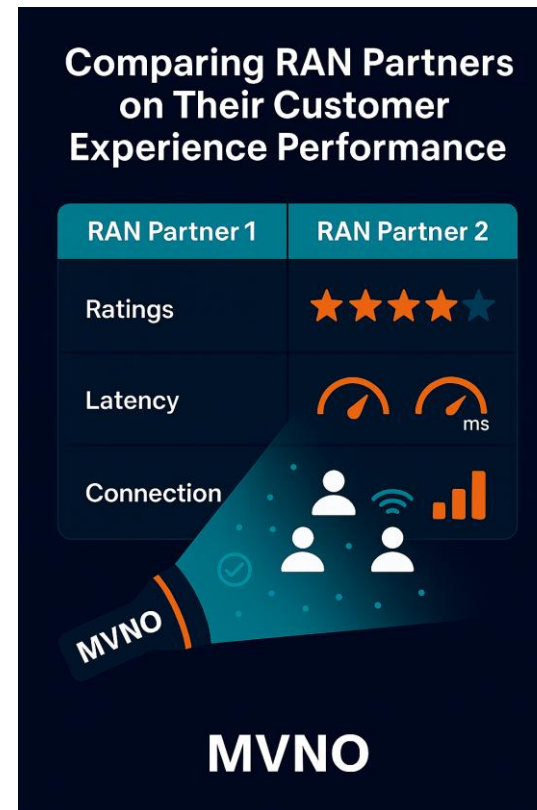 Comparing RAN Partners
on Their Customer
Experience Performance
RAN Partner 1
RAN Partner 2
Ratings
Latency
ms
Connection
MVNO
MVNO